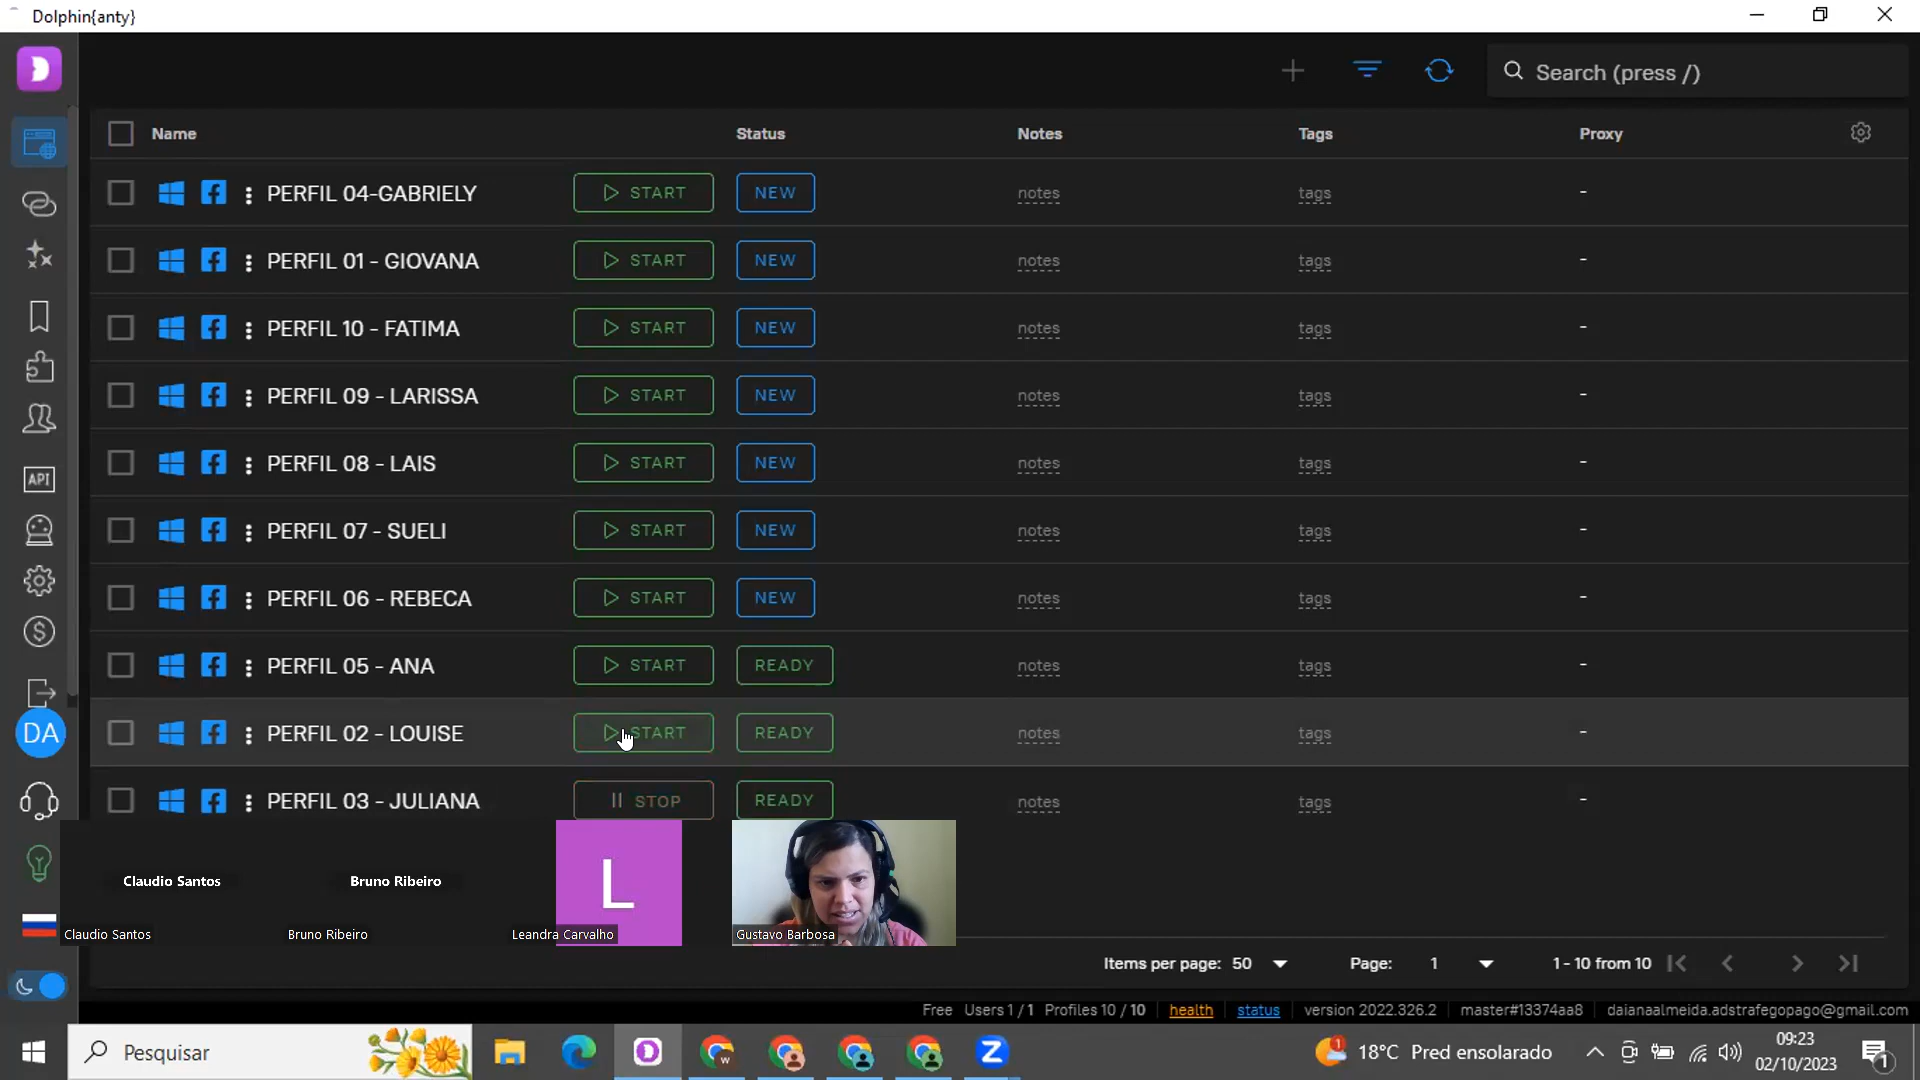 Dolphin{anty}
Search (press /)
Name Status Notes Tags Proxy
PERFIL 04-GABRIELY START NEW notes tags -
PERFIL 01 - GIOVANA START NEW notes tags -
PERFIL 10 - FATIMA START NEW notes tags -
PERFIL 09 - LARISSA START NEW notes tags -
PERFIL 08 - LAIS START NEW notes tags -
PERFIL 07 - SUELI START NEW notes tags -
PERFIL 06 - REBECA START NEW notes tags -
PERFIL 05 - ANA START READY notes tags -
PERFIL 02 - LOUISE START READY notes tags -
PERFIL 03 - JULIANA STOP READY notes tags -
API
DA
Claudio Santos Bruno Ribeiro L
Claudio Santos Bruno Ribeiro Leandra Carvalho Gustavo Barbosa
Items per page: 50 Page: 1 1 - 10 from 10
Free Users 1 / 1 Profiles 10 / 10 health status version 2022.326.2 master#13374aa8 daianaalmeida.adstrafegopago@gmail.com
Pesquisar w Z 1 18°C Pred ensolarado 09:23
02/10/2023 1